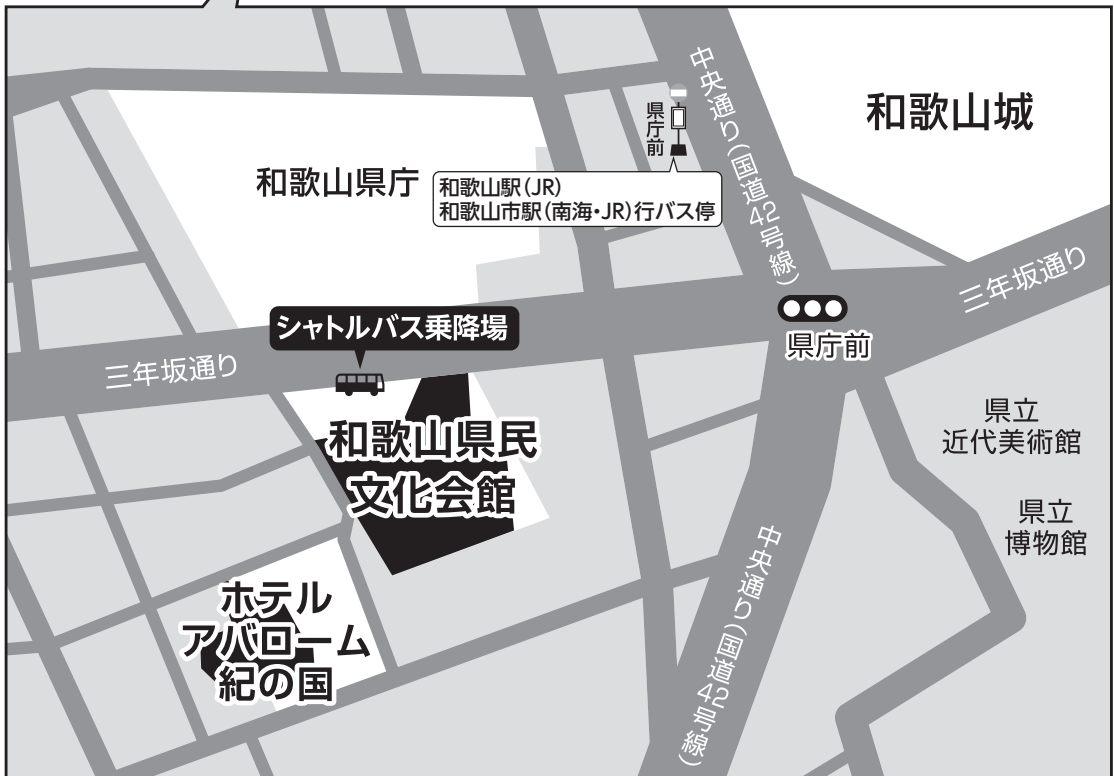 中央通り(国道42号線)
和歌山城
県庁前
和歌山県庁
和歌山駅(JR)
和歌山市駅(南海・JR)行バス停
三年坂通り
シャトルバス乗降場
県庁前
三年坂通り
県立
近代美術館
和歌山県民
文化会館
県立
博物館
中央通り(国道42号線)
ホテル
アバローム
紀の国